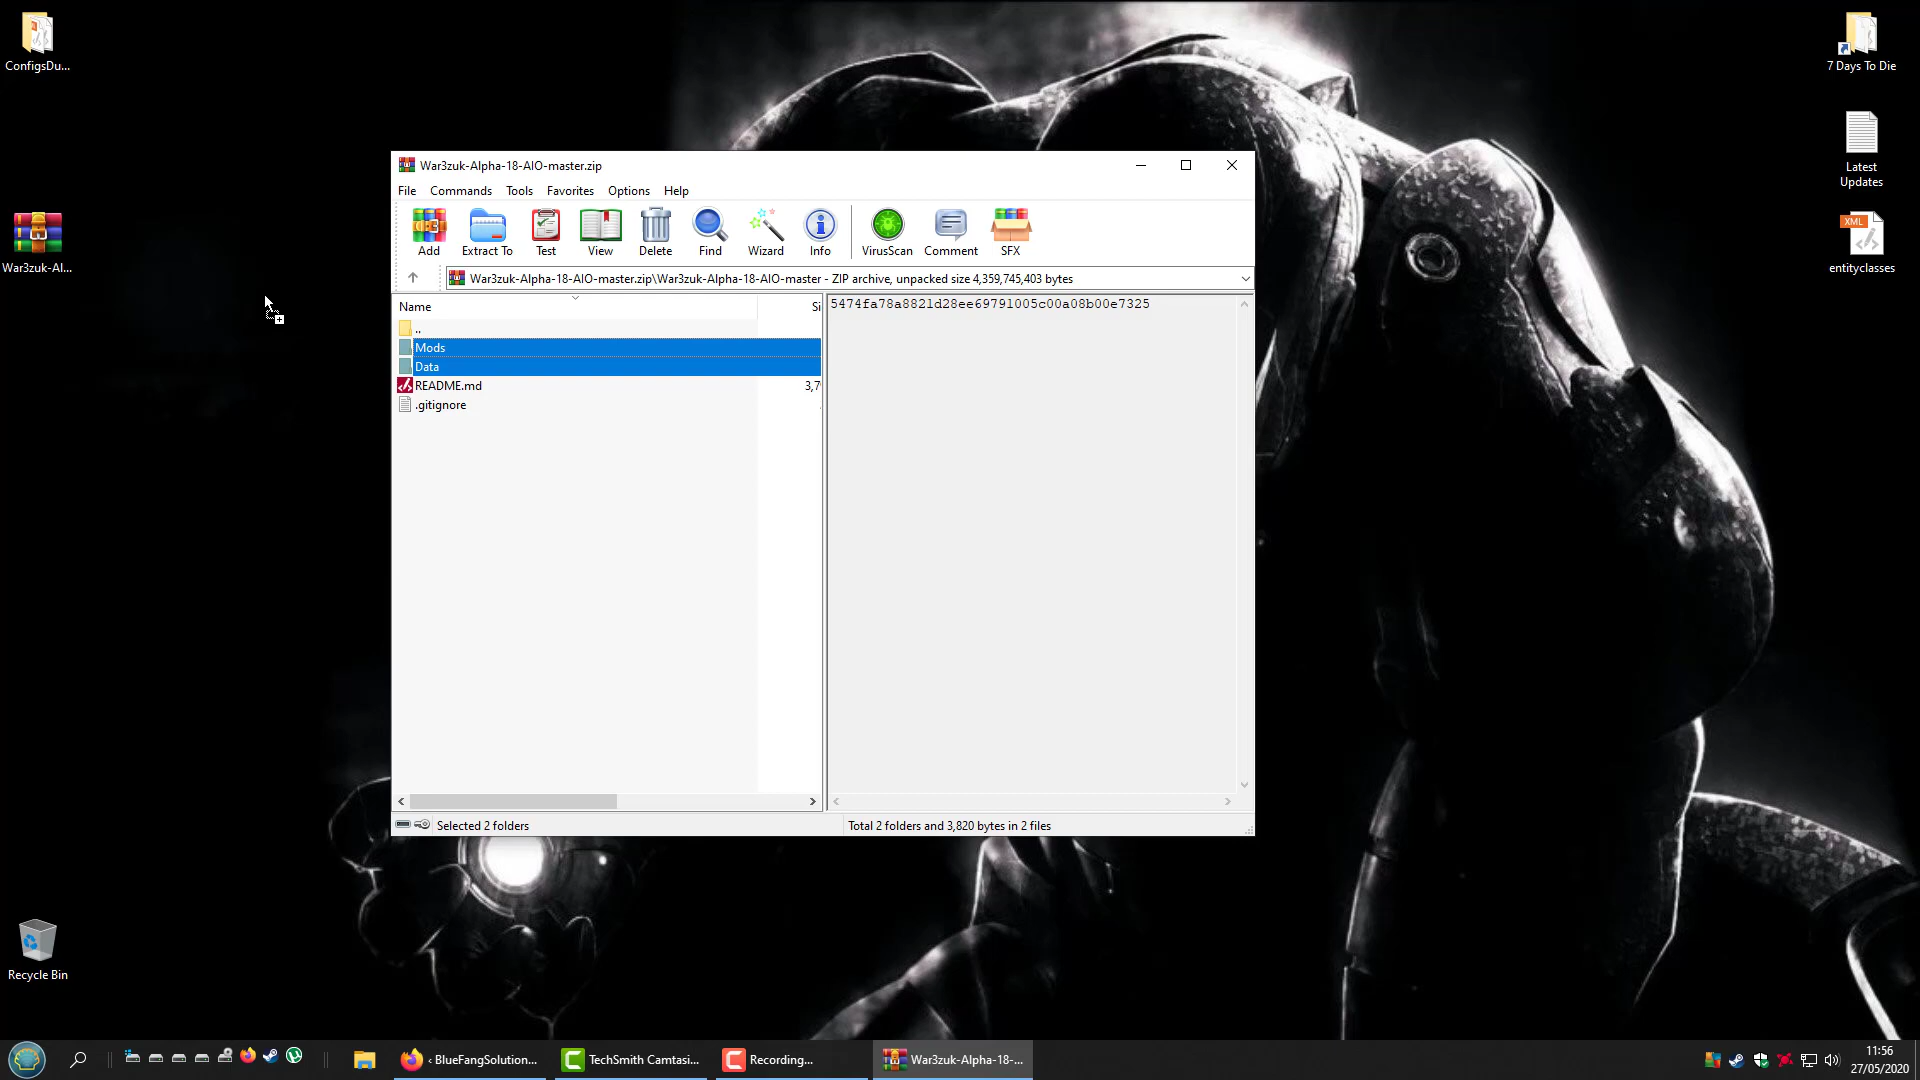 ConfigsDu...
7 Days To Die
Latest
Updates
War3zuk-Al...
XML
entityclasses
War3zuk-Alpha-18-AIO-master.zip
File Commands Tools Favorites Options Help
Add Extract To Test View Delete Find Wizard Info VirusScan Comment SFX
War3zuk-Alpha-18-AIO-master.zip\War3zuk-Alpha-18-AIO-master - ZIP archive, unpacked size 4,359,745,403 bytes
Name Si
5474fa78a8821d28ee69791005c00a08b00e7325
..
Mods
Data
README.md 3,7
.gitignore
Selected 2 folders
Total 2 folders and 3,820 bytes in 2 files
Recycle Bin
‹ BlueFangSolution...
TechSmith Camtasi...
Recording...
War3zuk-Alpha-18-...
11:56
27/05/2020